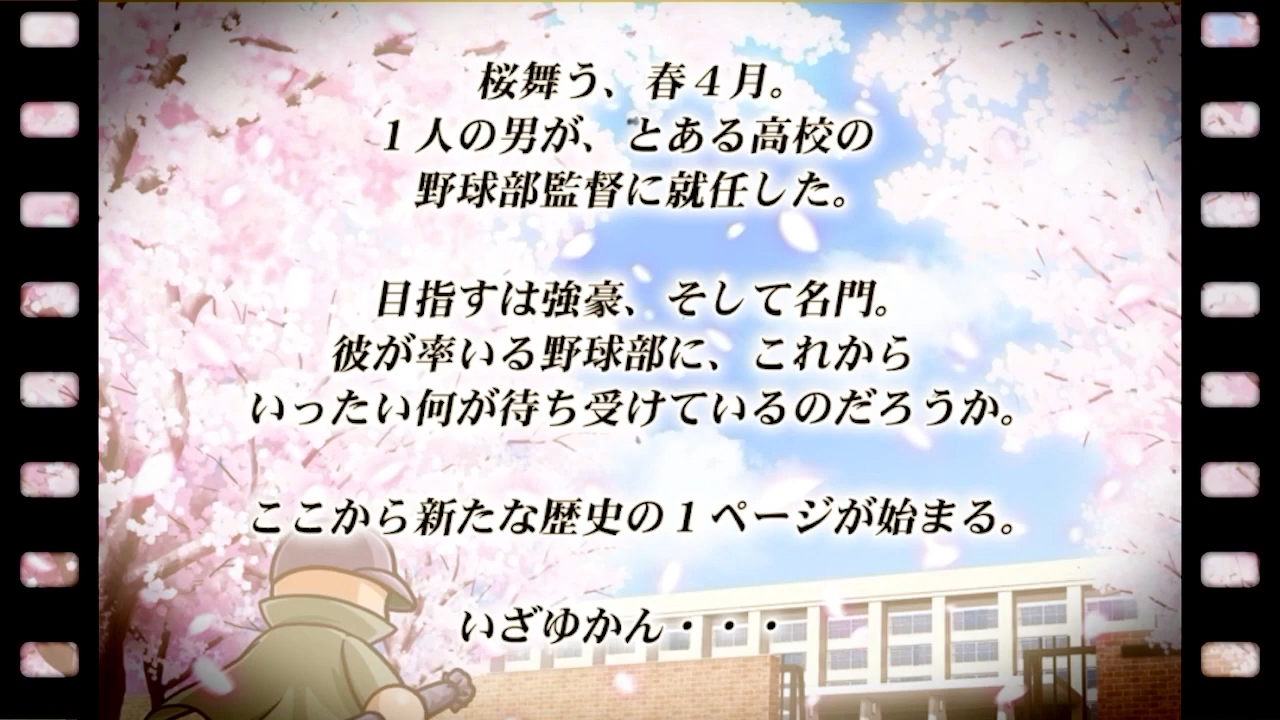 桜舞う、春４月。
１人の男が、とある高校の
野球部監督に就任した。
目指すは強豪、そして名門。
彼が率いる野球部に、これから
いったい何が待ち受けているのだろうか。
ここから新たな歴史の１ページが始まる。
いざゆかん・・・